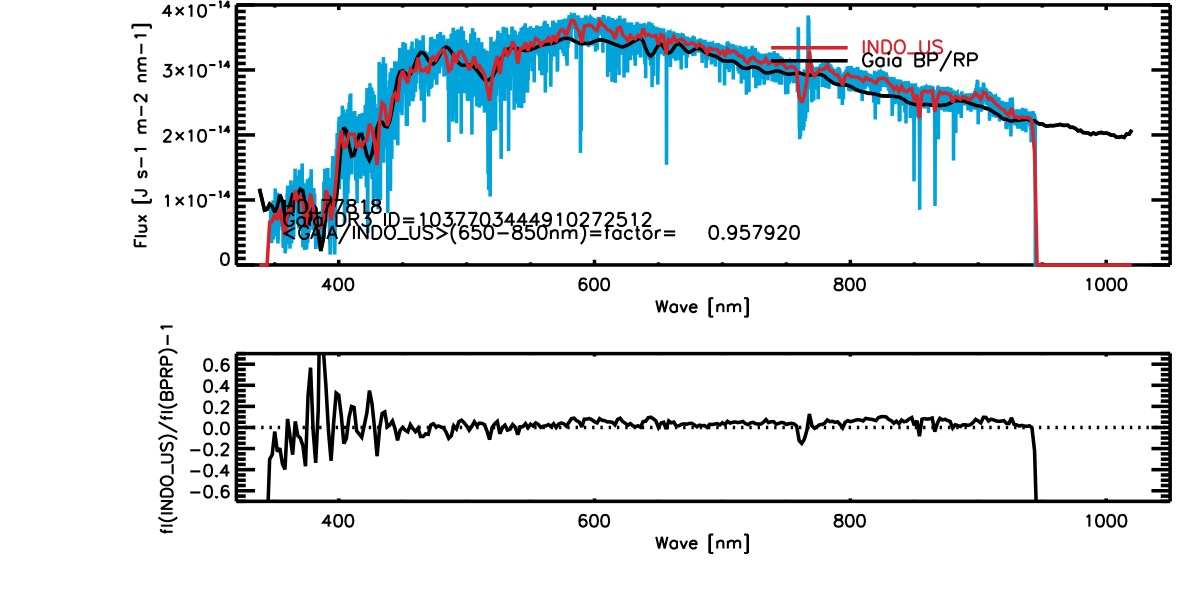 4×10−14
3×10−14
2×10−14
1×10−14
0
Flux [J s−1 m−2 nm−1]
INDO_US
Gaia BP/RP
HD 77818
Gaia DR3 ID=1037703444910272512
<GAIA/INDO_US>(650−850nm)=factor= 0.957920
400 600 800 1000
Wave [nm]
0.6
0.4
0.2
0.0
−0.2
−0.4
−0.6
fl(INDO_US)/fl(BPRP)−1
400 600 800 1000
Wave [nm]